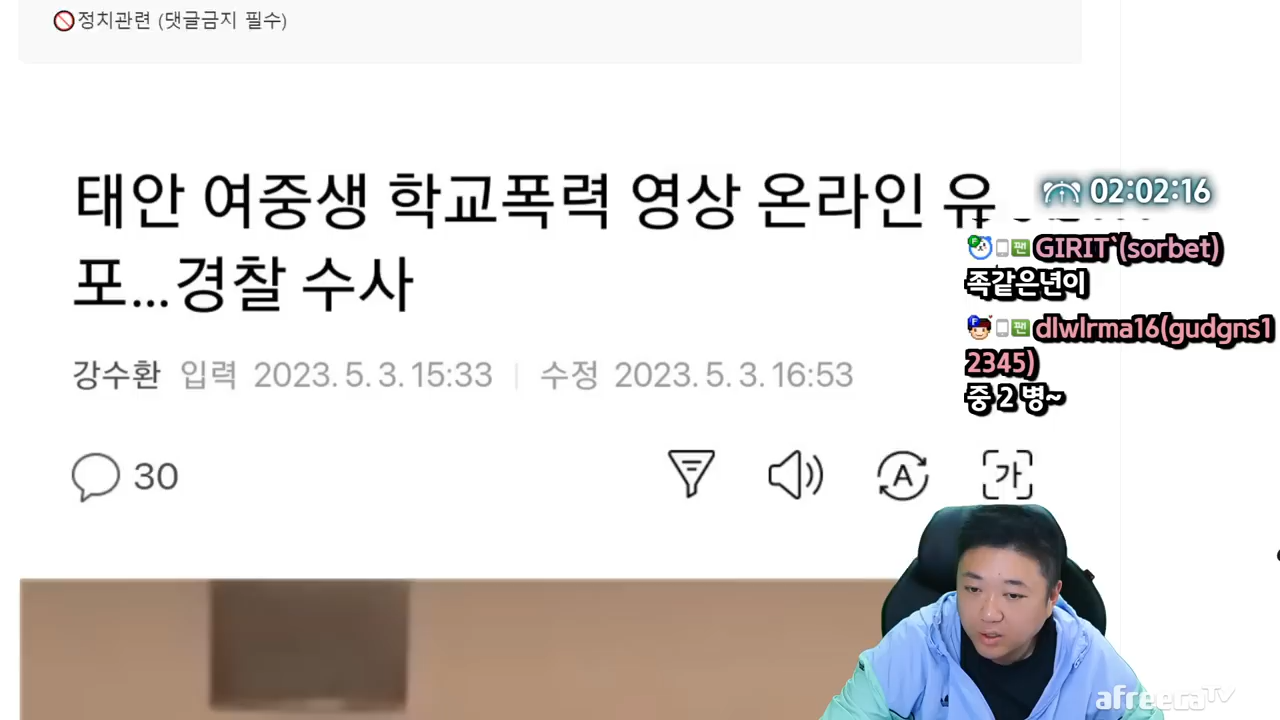 정치관련 (댓글금지 필수)
태안 여중생 학교폭력 영상 온라인 유
포...경찰 수사
02:02:16
GIRIT`(sorbet)
족같은년이
dlwlrma16(gudgns1
2345)
중 2 병~
강수환 입력 2023. 5. 3. 15:33 수정 2023. 5. 3. 16:53
30
가
afreecaTV